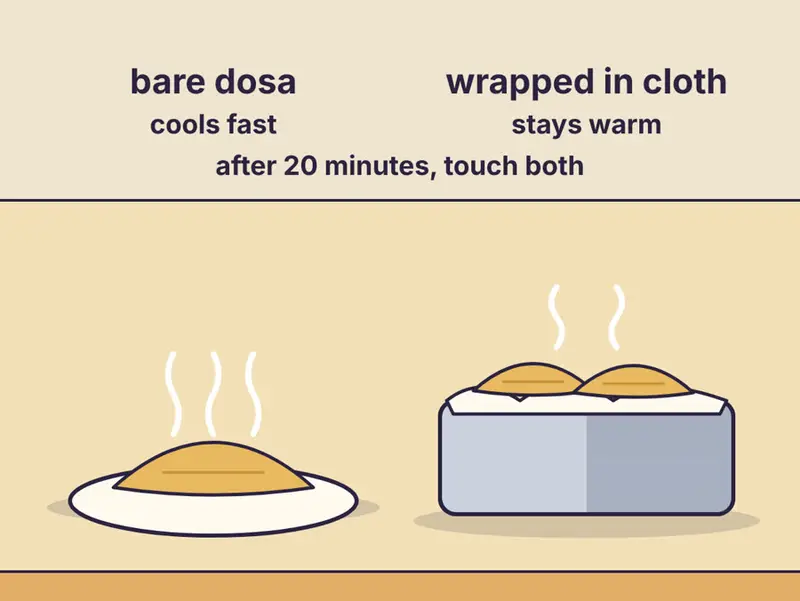 bare dosa
cools fast
wrapped in cloth
stays warm
after 20 minutes, touch both